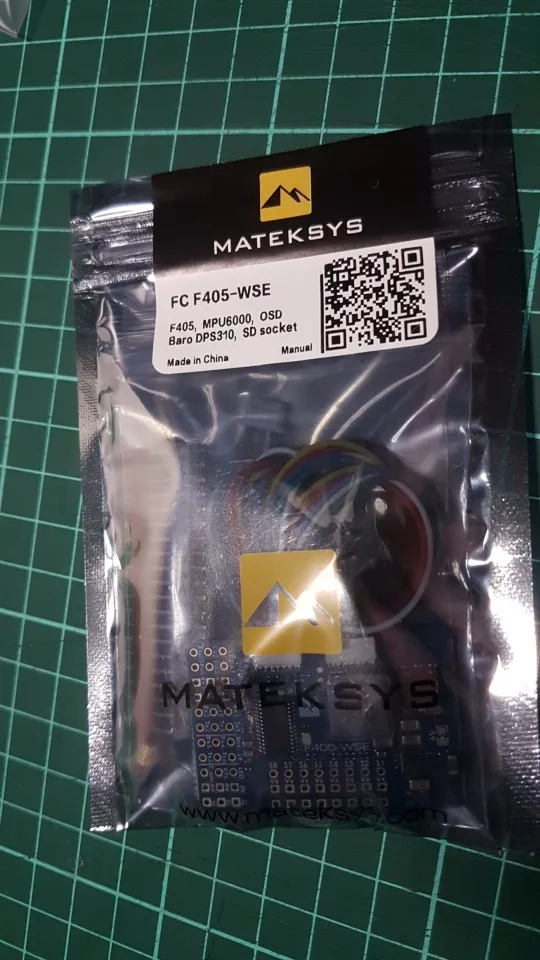 MATEKSYS
FC F405-WSE
F405, MPU6000, OSD
Baro DPS310, SD socket
Made in China
Manual
MATEKSYS
F405-WSE
www.mateksys.com